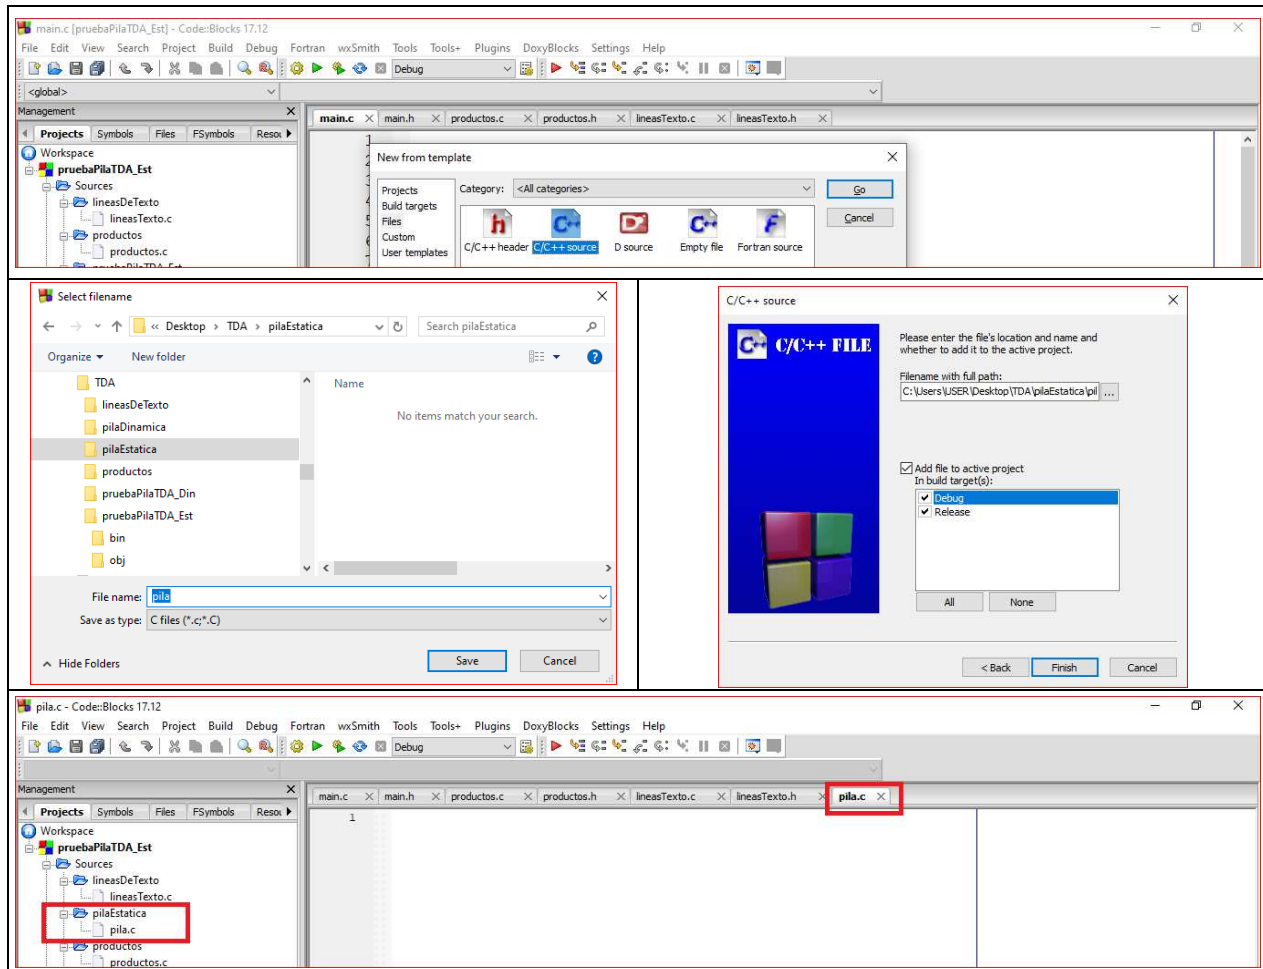 main.c [pruebaPilaTDA_Est] - Code::Blocks 17.12
File Edit View Search Project Build Debug Fortran wxSmith Tools Tools+ Plugins DoxyBlocks Settings Help
Debug
<global>
Management
main.c main.h productos.c productos.h lineasTexto.c lineasTexto.h
Projects Symbols Files FSymbols
Workspace
pruebaPilaTDA_Est
Sources
lineasDeTexto
lineasTexto.c
productos
productos.c
1
New from template
Projects
Build targets
Files
Custom
User templates
Category: <All categories>
Go
Cancel
C/C++ header C/C++ source D source Empty file Fortran source
Select filename
« Desktop > TDA > pilaEstatica
Search pilaEstatica
Organize New folder
TDA
lineasDeTexto
pilaDinamica
pilaEstatica
productos
pruebaPilaTDA_Din
pruebaPilaTDA_Est
bin
obj
Name
No items match your search.
File name: pila
Save as type: C files (*.c;*.C)
Hide Folders
Save Cancel
C/C++ source
C/C++ FILE
Please enter the file's location and name and
whether to add it to the active project.
Filename with full path:
C:\Users\USER\Desktop\TDA\pilaEstatica\pil ...
Add file to active project
In build target(s):
Debug
Release
All None
< Back Finish Cancel
pila.c - Code::Blocks 17.12
File Edit View Search Project Build Debug Fortran wxSmith Tools Tools+ Plugins DoxyBlocks Settings Help
Debug
Management
main.c main.h productos.c productos.h lineasTexto.c lineasTexto.h pila.c
Projects Symbols Files FSymbols
Workspace
pruebaPilaTDA_Est
Sources
lineasDeTexto
lineasTexto.c
pilaEstatica
pila.c
productos
productos.c
1